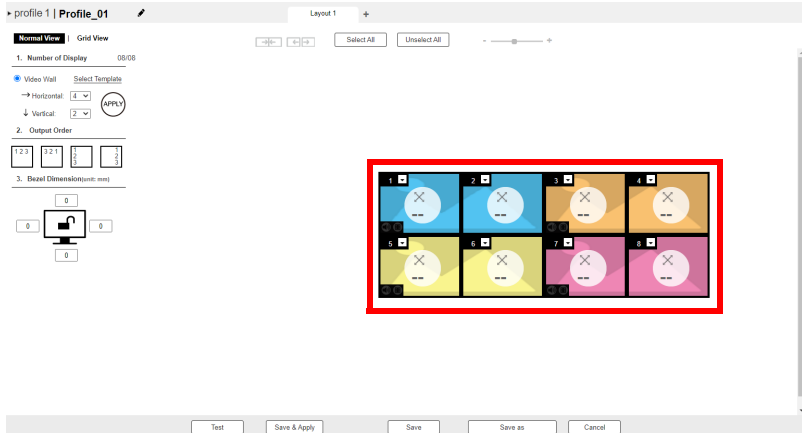 profile 1 | Profile_01
Layout 1 +
Normal View | Grid View
Select All Unselect All
- +
1. Number of Display 08/08
Video Wall Select Template
→ Horizontal: 4
APPLY
↓ Vertical: 2
2. Output Order
1 2 3
3 2 1
1
2
3
1
2
3
3. Bezel Dimension(unit: mm)
0
0 0
0
1 2 3 4
-- -- -- --
5 6 7 8
-- -- -- --
Test Save & Apply Save Save as Cancel